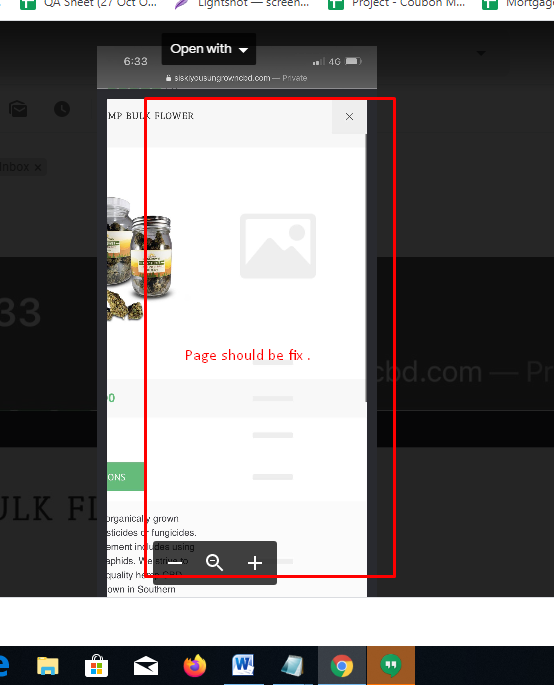 QA Sheet (27 Oct O...
Lightshot — screen...
Project - Coubon M...
Mortgage
Open with
6:33
4G
siskiyousungrowncbd.com — Private
MP BULK FLOWER
Inbox
33
Page should be fix .
cbd.com — Pr
0
ONS
ULK FL
organically grown
sticides or fungicides.
ement includes using
aphids. We strive to
quality hemp CBD
own in Southern